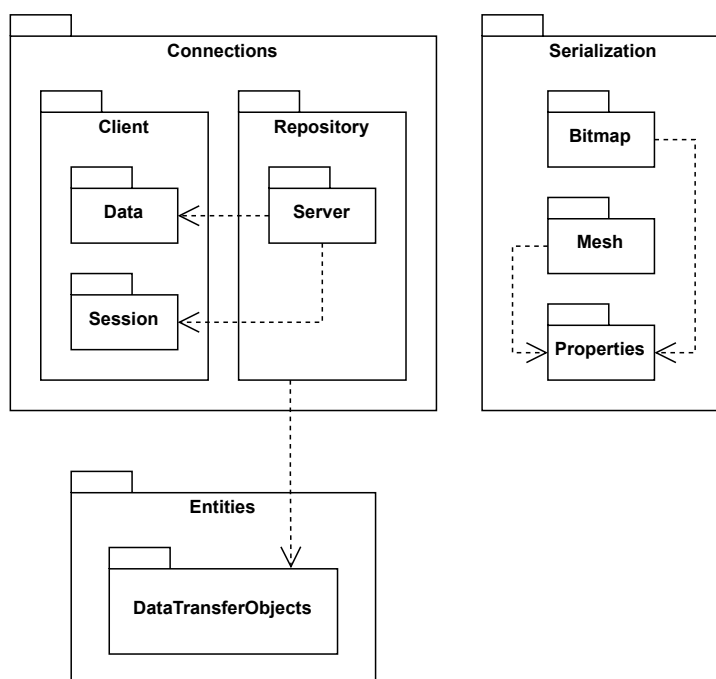 Connections
Client
Data
Session
Repository
Server
Serialization
Bitmap
Mesh
Properties
Entities
DataTransferObjects